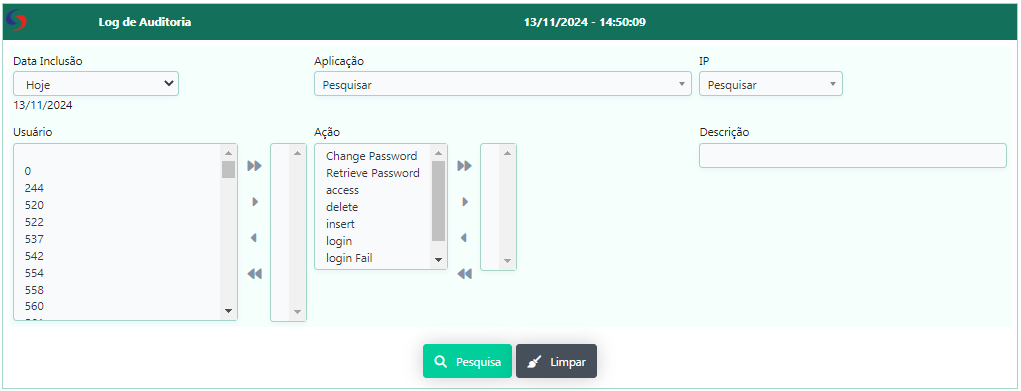 Log de Auditoria 13/11/2024 - 14:50:09
Data Inclusão Aplicação IP
Hoje Pesquisar Pesquisar
13/11/2024
Usuário Ação Descrição
0
244
520
522
537
542
554
558
560
Change Password
Retrieve Password
access
delete
insert
login
login Fail
Pesquisa Limpar